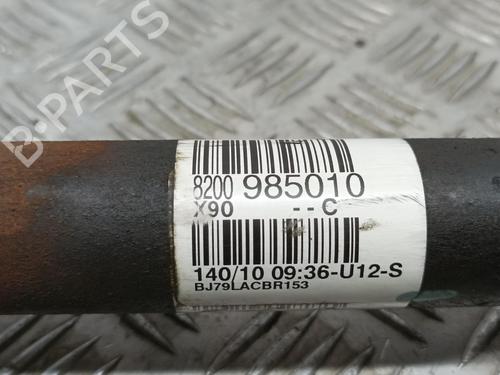 B-PARTS
8200 985010
X90 -- C
140/10 09:36-U12-S
BJ79LACBR153